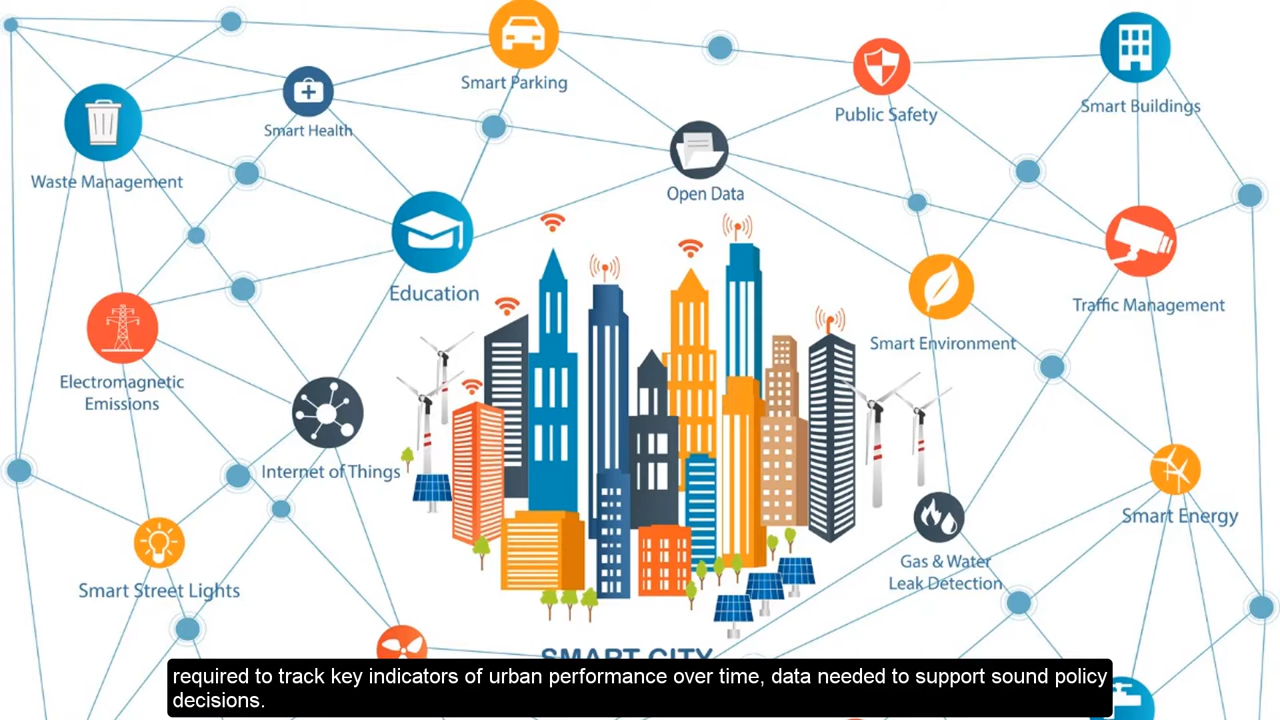 Smart Parking
Smart Health
Public Safety
Smart Buildings
Waste Management
Open Data
Education
Traffic Management
Smart Environment
Electromagnetic
Emissions
Internet of Things
Smart Energy
Gas & Water
Leak Detection
Smart Street Lights
SMART CITY
required to track key indicators of urban performance over time, data needed to support sound policy
decisions.